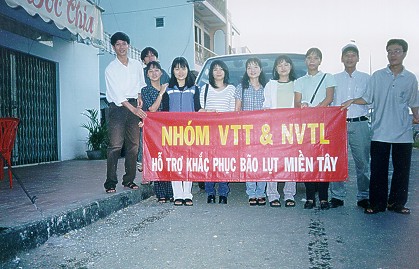 NHÓM VTT & NVTL
HỖ TRỢ KHẮC PHỤC BÃO LỤT MIỀN TÂY